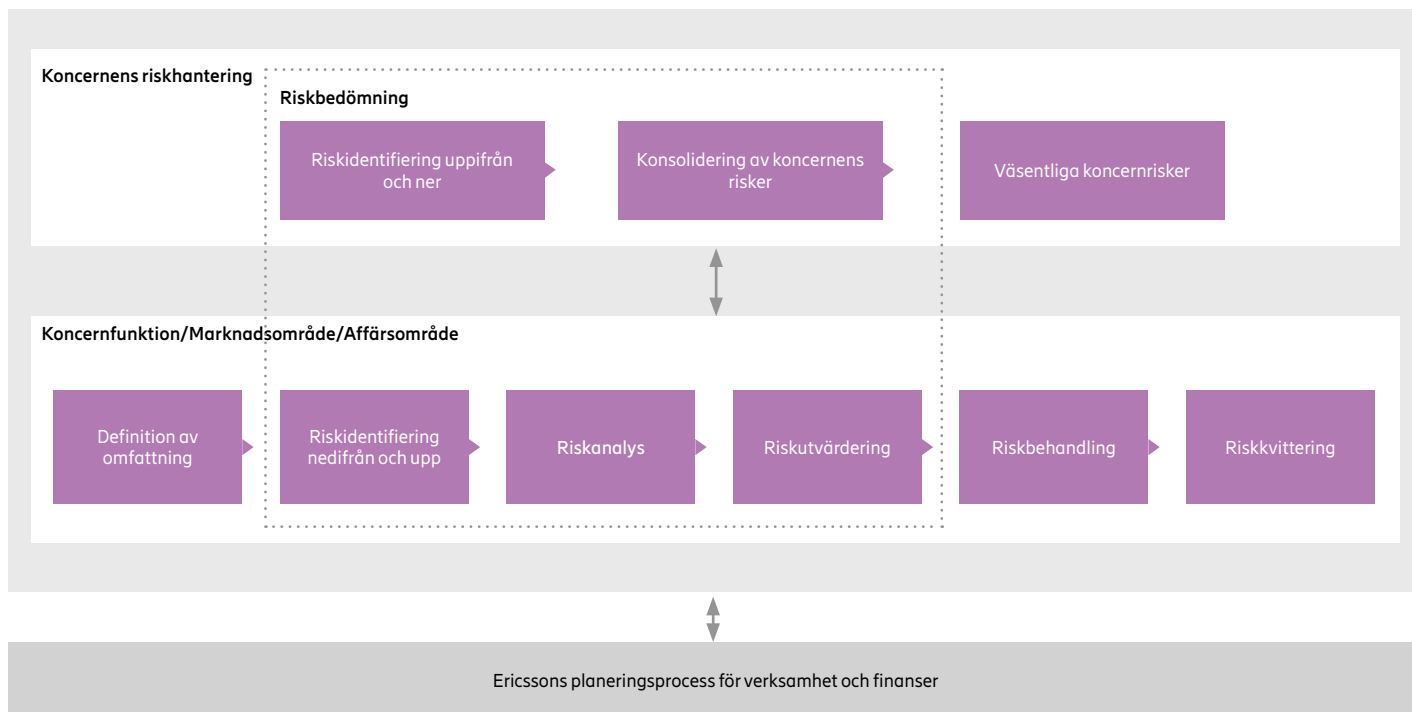 Koncernens riskhantering
Riskbedömning
Riskidentifiering uppifrån
och ner
Konsolidering av koncernens
risker
Väsentliga koncernrisker
Koncernfunktion/Marknadsområde/Affärsområde
Definition av
omfattning
Riskidentifiering
nedifrån och upp
Riskanalys
Riskutvärdering
Riskbehandling
Riskkvittering
Ericssons planeringsprocess för verksamhet och finanser